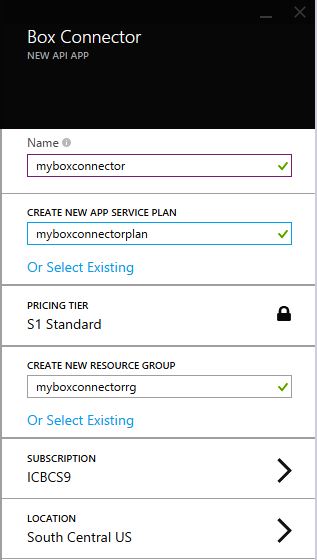 Box Connector
NEW API APP
Name
myboxconnector
CREATE NEW APP SERVICE PLAN
myboxconnectorplan
Or Select Existing
PRICING TIER
S1 Standard
CREATE NEW RESOURCE GROUP
myboxconnectorrg
Or Select Existing
SUBSCRIPTION
ICBCS9
LOCATION
South Central US